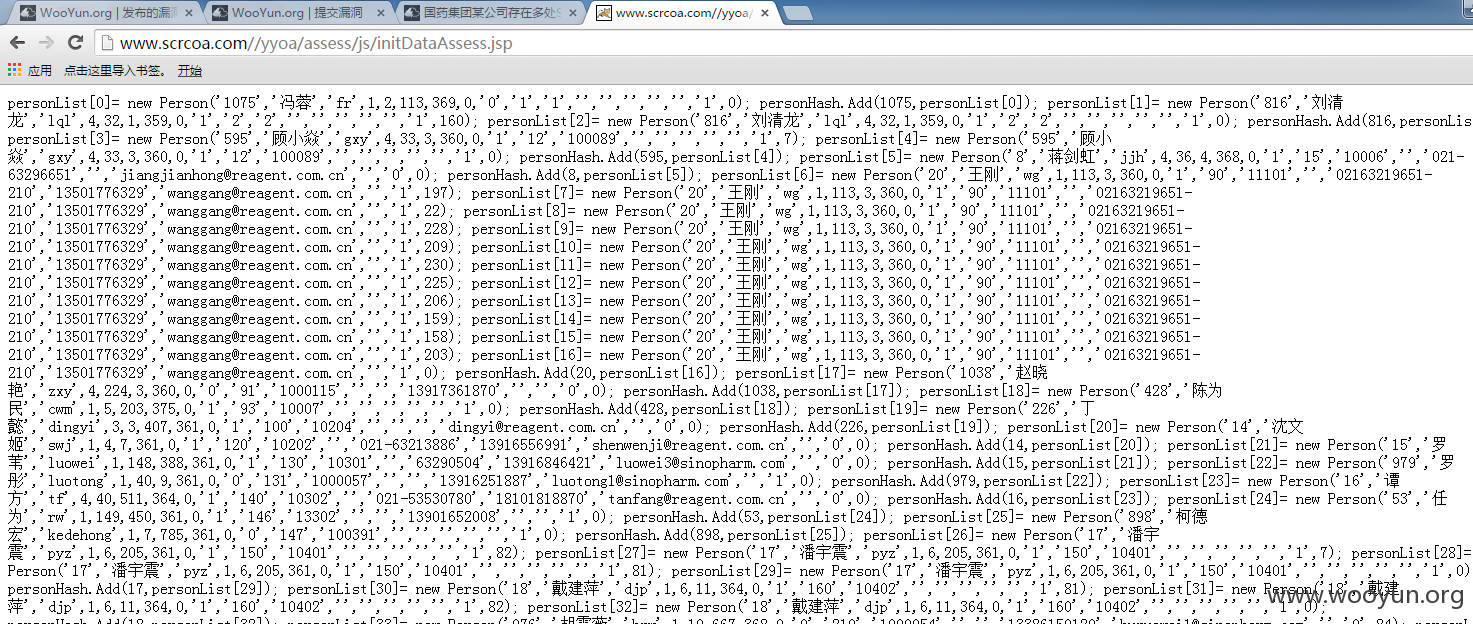 WooYun.org | 发布的漏洞
WooYun.org | 提交漏洞
国药集团某公司存在多处S
www.scrcoa.com//yyoa/
www.scrcoa.com//yyoa/assess/js/initDataAssess.jsp
应用 点击这里导入书签。 开始
personList[0]= new Person('1075','冯蓉','fr',1,2,113,369,0,'0','1','1','','','','','','1',0); personHash.Add(1075,personList[0]); personList[1]= new Person('816','刘清
龙','lql',4,32,1,359,0,'1','2','2','','','','','','1',160); personList[2]= new Person('816','刘清龙','lql',4,32,1,359,0,'1','2','2','','','','','','1',0); personHash.Add(816,personLis
personList[3]= new Person('595','顾小焱','gxy',4,33,3,360,0,'1','12','100089','','','','','','1',7); personList[4]= new Person('595','顾小
焱','gxy',4,33,3,360,0,'1','12','100089','','','','','','1',0); personHash.Add(595,personList[4]); personList[5]= new Person('8','蒋剑虹','jjh',4,36,4,368,0,'1','15','10006','','021-
63296651','','jiangjianhong@reagent.com.cn','','0',0); personHash.Add(8,personList[5]); personList[6]= new Person('20','王刚','wg',1,113,3,360,0,'1','90','11101','','02163219651-
210','13501776329','wanggang@reagent.com.cn','','1',197); personList[7]= new Person('20','王刚','wg',1,113,3,360,0,'1','90','11101','','02163219651-
210','13501776329','wanggang@reagent.com.cn','','1',22); personList[8]= new Person('20','王刚','wg',1,113,3,360,0,'1','90','11101','','02163219651-
210','13501776329','wanggang@reagent.com.cn','','1',228); personList[9]= new Person('20','王刚','wg',1,113,3,360,0,'1','90','11101','','02163219651-
210','13501776329','wanggang@reagent.com.cn','','1',209); personList[10]= new Person('20','王刚','wg',1,113,3,360,0,'1','90','11101','','02163219651-
210','13501776329','wanggang@reagent.com.cn','','1',230); personList[11]= new Person('20','王刚','wg',1,113,3,360,0,'1','90','11101','','02163219651-
210','13501776329','wanggang@reagent.com.cn','','1',225); personList[12]= new Person('20','王刚','wg',1,113,3,360,0,'1','90','11101','','02163219651-
210','13501776329','wanggang@reagent.com.cn','','1',206); personList[13]= new Person('20','王刚','wg',1,113,3,360,0,'1','90','11101','','02163219651-
210','13501776329','wanggang@reagent.com.cn','','1',159); personList[14]= new Person('20','王刚','wg',1,113,3,360,0,'1','90','11101','','02163219651-
210','13501776329','wanggang@reagent.com.cn','','1',158); personList[15]= new Person('20','王刚','wg',1,113,3,360,0,'1','90','11101','','02163219651-
210','13501776329','wanggang@reagent.com.cn','','1',203); personList[16]= new Person('20','王刚','wg',1,113,3,360,0,'1','90','11101','','02163219651-
210','13501776329','wanggang@reagent.com.cn','','1',0); personHash.Add(20,personList[16]); personList[17]= new Person('1038','赵晓
艳','zxy',4,224,3,360,0,'0','91','1000115','','','13917361870','','','0',0); personHash.Add(1038,personList[17]); personList[18]= new Person('428','陈为
民','cwm',1,5,203,375,0,'1','93','10007','','','','','','1',0); personHash.Add(428,personList[18]); personList[19]= new Person('226','丁
懿','dingyi',3,3,407,361,0,'1','100','10204','','','','dingyi@reagent.com.cn','','0',0); personHash.Add(226,personList[19]); personList[20]= new Person('14','沈文
姬','swj',1,4,7,361,0,'1','120','10202','','021-63213886','13916556991','shenwenji@reagent.com.cn','','0',0); personHash.Add(14,personList[20]); personList[21]= new Person('15','罗
苇','luowei',1,148,388,361,0,'1','130','10301','','63290504','13916846421','luowei3@sinopharm.com','','0',0); personHash.Add(15,personList[21]); personList[22]= new Person('979','罗
彤','luotong',1,40,9,361,0,'0','131','1000057','','','13916251887','luotong1@sinopharm.com','','1',0); personHash.Add(979,personList[22]); personList[23]= new Person('16','谭
方','tf',4,40,511,364,0,'1','140','10302','','021-53530780','18101818870','tanfang@reagent.com.cn','','0',0); personHash.Add(16,personList[23]); personList[24]= new Person('53','任
为','rw',1,149,450,361,0,'1','146','13302','','','13901652008','','','1',0); personHash.Add(53,personList[24]); personList[25]= new Person('898','柯德
宏','kedehong',1,7,785,361,0,'0','147','100391','','','','','','1',0); personHash.Add(898,personList[25]); personList[26]= new Person('17','潘宇
震','pyz',1,6,205,361,0,'1','150','10401','','','','','','1',82); personList[27]= new Person('17','潘宇震','pyz',1,6,205,361,0,'1','150','10401','','','','','','1',7); personList[28]=
Person('17','潘宇震','pyz',1,6,205,361,0,'1','150','10401','','','','','','1',81); personList[29]= new Person('17','潘宇震','pyz',1,6,205,361,0,'1','150','10401','','','','','','1',0)
personHash.Add(17,personList[29]); personList[30]= new Person('18','戴建萍','djp',1,6,11,364,0,'1','160','10402','','','','','','1',81); personList[31]= new Person('18','戴建
萍','djp',1,6,11,364,0,'1','160','10402','','','','','','1',82); personList[32]= new Person('18','戴建萍','djp',1,6,11,364,0,'1','160','10402','','','','','','1',0);
www.wooyun.org